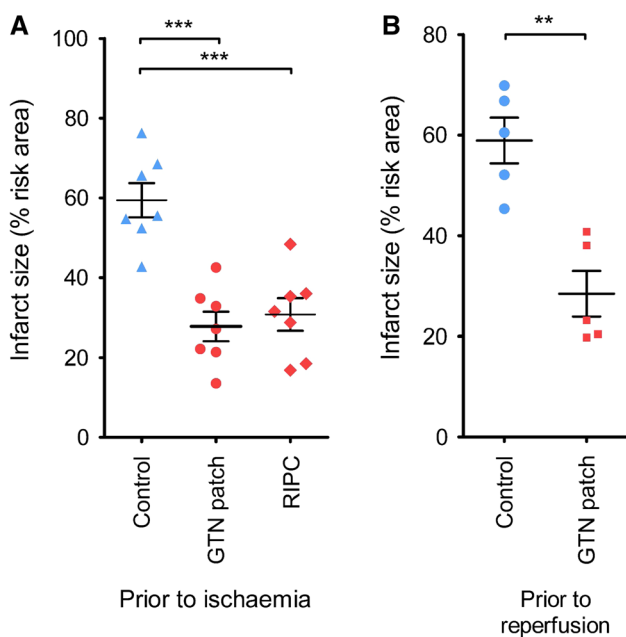 A
***
***
Infarct size (% risk area)
100
80
60
40
20
0
Control
GTN patch
RIPC
Prior to ischaemia
B
**
Infarct size (% risk area)
80
60
40
20
0
Control
GTN patch
Prior to
reperfusion